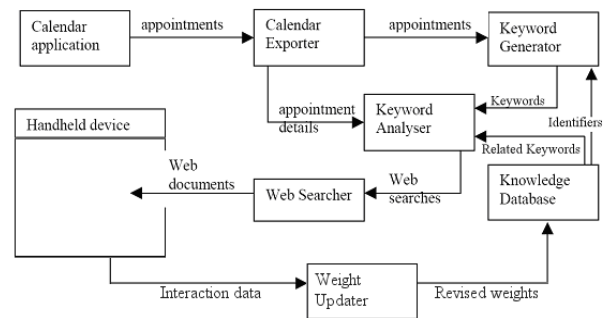 Calendar application
appointments
Calendar Exporter
appointments
Keyword Generator
Keywords
Identifiers
appointment details
Keyword Analyser
Related Keywords
Handheld device
Web documents
Web Searcher
Web searches
Knowledge Database
Interaction data
Weight Updater
Revised weights